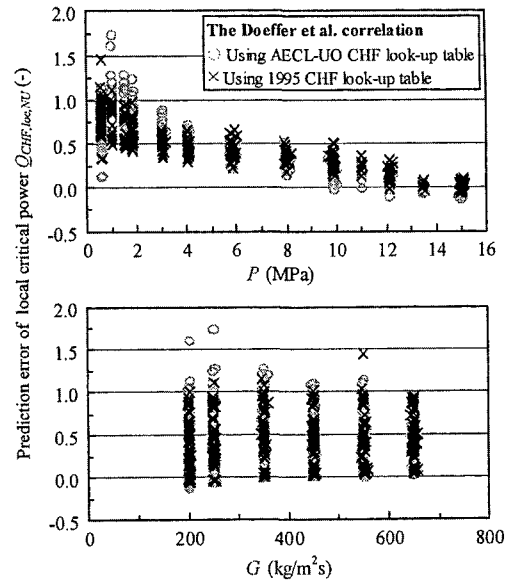 Prediction error of local critical power Q_CHF,loc,NU (-)
2.0
1.5
1.0
0.5
0.0
-0.5
The Doeffer et al. correlation
Using AECL-UO CHF look-up table
× Using 1995 CHF look-up table
0 2 4 6 8 10 12 14 16
P (MPa)
2.0
1.5
1.0
0.5
0.0
-0.5
200 400 600 800
G (kg/m²s)